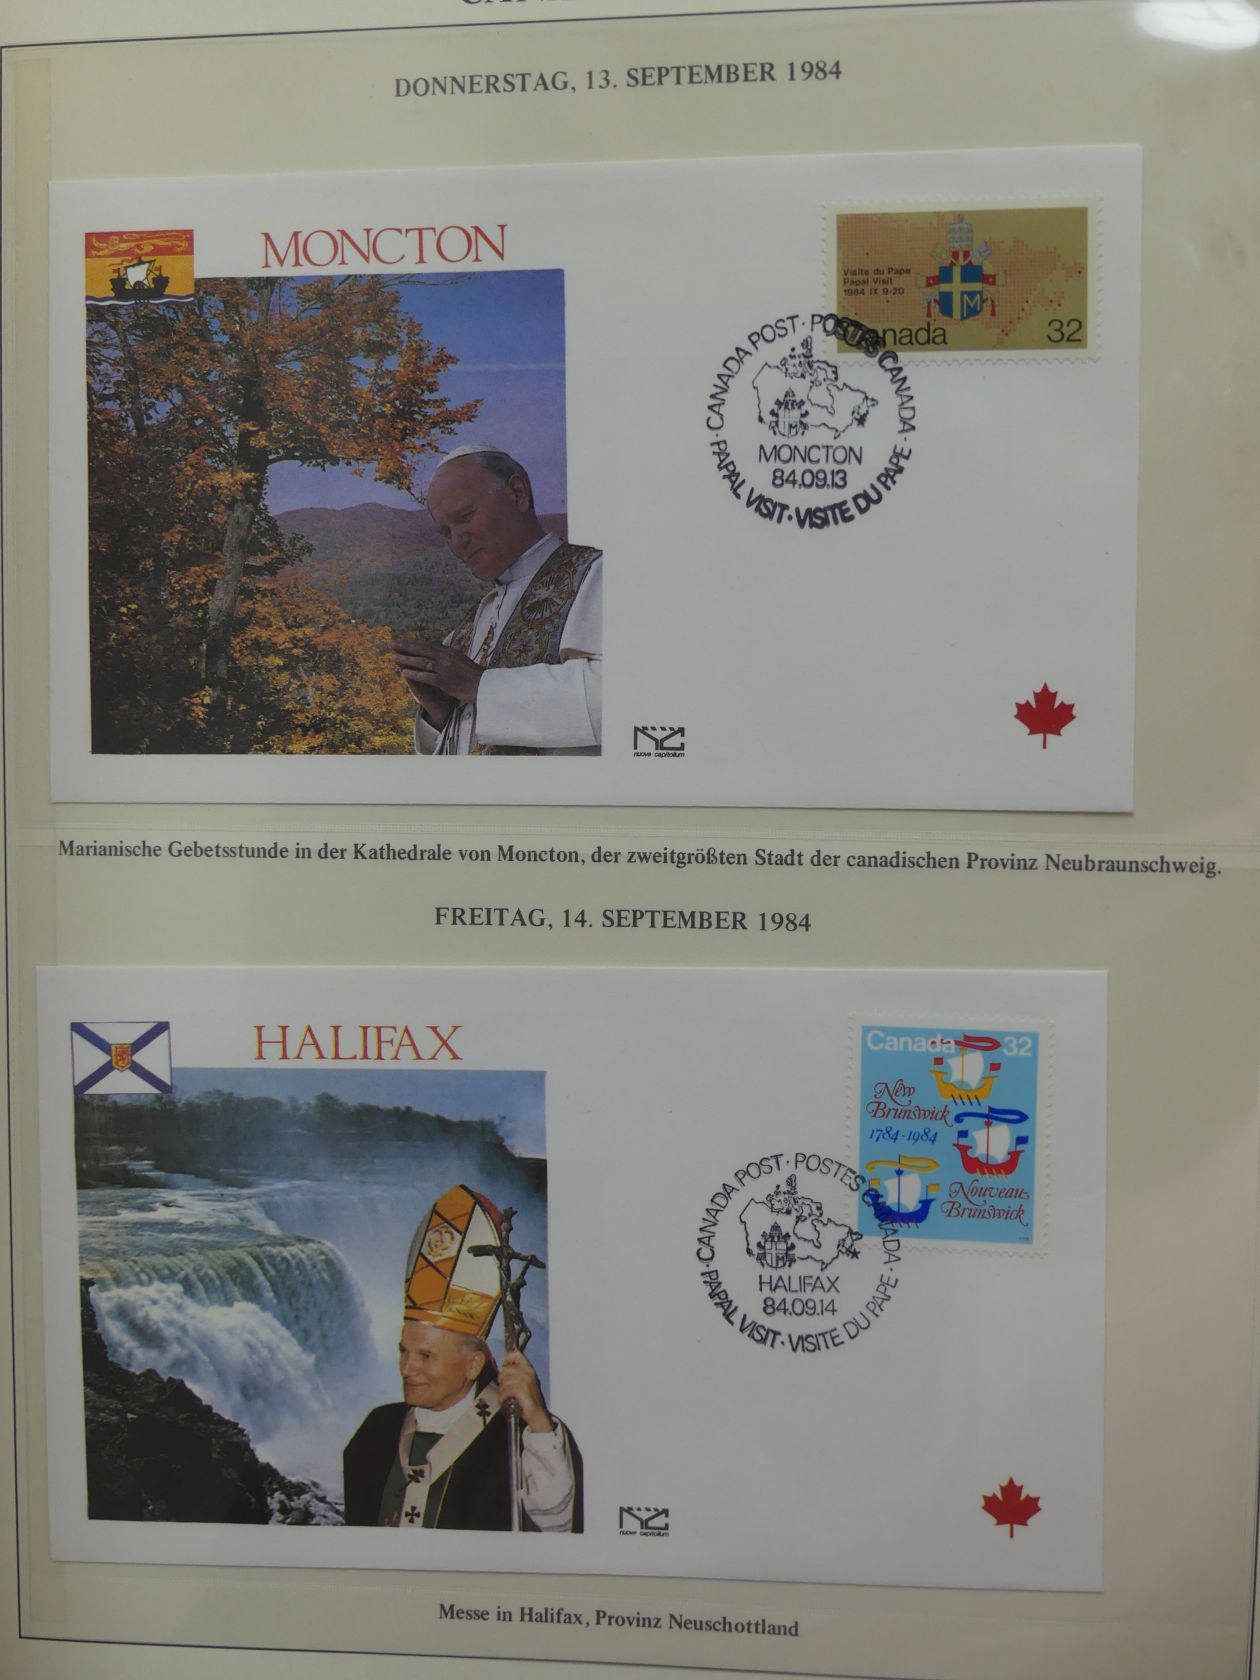 DONNERSTAG, 13. SEPTEMBER 1984
MONCTON
Visite du Pape
Papal Visit
1984 IX 9-20
Canada 32
CANADA POST · POSTES CANADA · PAPAL VISIT · VISITE DU PAPE ·
MONCTON
84.09.13
nuova capitolium
Marianische Gebetsstunde in der Kathedrale von Moncton, der zweitgrößten Stadt der canadischen Provinz Neubraunschweig.
FREITAG, 14. SEPTEMBER 1984
HALIFAX
Canada 32
New
Brunswick
1784-1984
Nouveau-
Brunswick
CANADA POST · POSTES CANADA · PAPAL VISIT · VISITE DU PAPE ·
HALIFAX
84.09.14
nuova capitolium
Messe in Halifax, Provinz Neuschottland